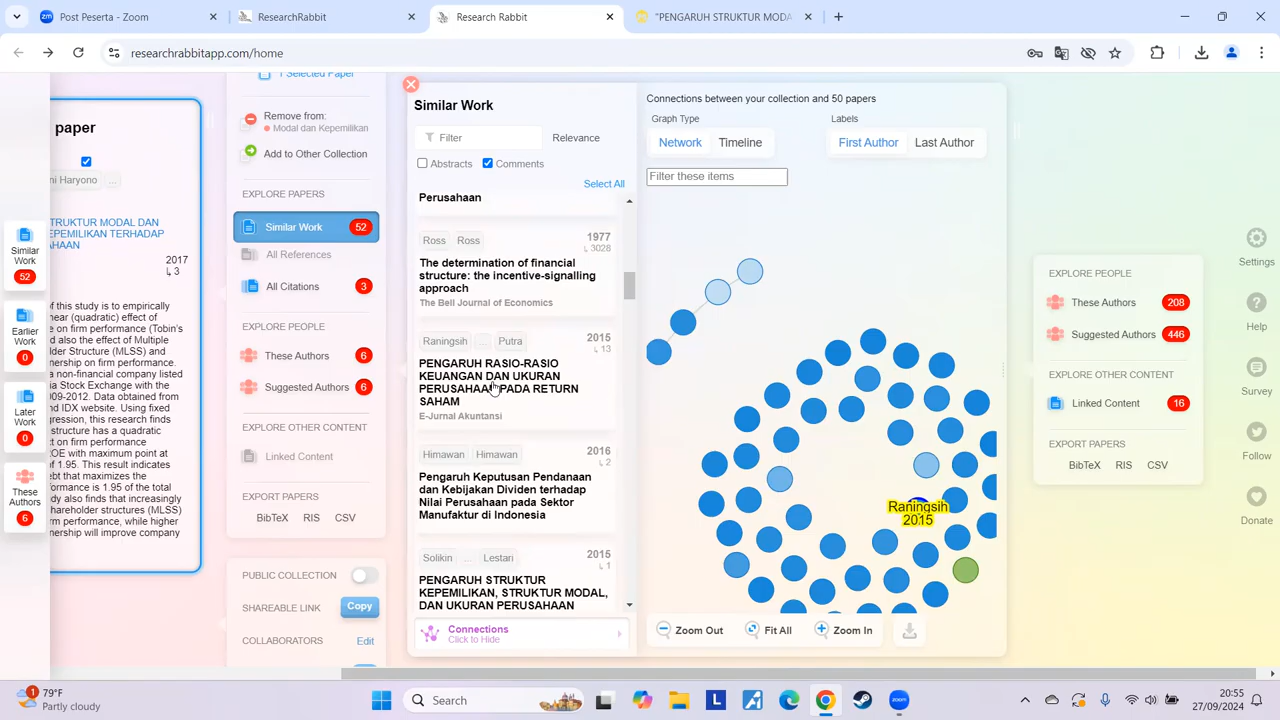 Post Peserta - Zoom
ResearchRabbit
Research Rabbit
"PENGARUH STRUKTUR MODA
researchrabbitapp.com/home
1 Selected Paper
paper
ni Haryono
...
TRUKTUR MODAL DAN
EPEMILIKAN TERHADAP
AHAAN
2017
3
of this study is to empirically
near (quadratic) effect of
e on firm performance (Tobin's
d also the effect of Multiple
der Structure (MLSS) and
nership on firm performance
a non-financial company listed
a Stock Exchange with the
009-2012. Data obtained from
nd IDX website. Using fixed
gression, this research finds
structure has a quadratic
ct on firm performance
OE with maximum point at
of 1.95. This result indicates
ebt that maximizes the
rmance is 1.95 of the total
dy also finds that increasingly
hareholder structures (MLSS)
rm performance, while higher
nership will improve company
Similar
Work
52
Earlier
Work
0
Later
Work
0
These
Authors
6
Remove from:
Modal dan Kepemilikan
Add to Other Collection
EXPLORE PAPERS
Similar Work
52
All References
All Citations
3
EXPLORE PEOPLE
These Authors
6
Suggested Authors
6
EXPLORE OTHER CONTENT
Linked Content
EXPORT PAPERS
BibTeX RIS CSV
PUBLIC COLLECTION
SHAREABLE LINK
Copy
COLLABORATORS
Edit
Similar Work
Filter
Relevance
Abstracts
Comments
Select All
Perusahaan
Ross Ross
1977
3028
The determination of financial
structure: the incentive-signalling
approach
The Bell Journal of Economics
Raningsih ... Putra
2015
13
PENGARUH RASIO-RASIO
KEUANGAN DAN UKURAN
PERUSAHAAN PADA RETURN
SAHAM
E-Jurnal Akuntansi
Himawan Himawan
2016
2
Pengaruh Keputusan Pendanaan
dan Kebijakan Dividen terhadap
Nilai Perusahaan pada Sektor
Manufaktur di Indonesia
Solikin ... Lestari
2015
1
PENGARUH STRUKTUR
KEPEMILIKAN, STRUKTUR MODAL,
DAN UKURAN PERUSAHAAN
Connections
Click to Hide
Connections between your collection and 50 papers
Graph Type
Labels
Network Timeline
First Author Last Author
Filter these items
Raningsih
2015
Zoom Out
Fit All
Zoom In
EXPLORE PEOPLE
These Authors
208
Suggested Authors
446
EXPLORE OTHER CONTENT
Linked Content
16
EXPORT PAPERS
BibTeX RIS CSV
Settings
Help
Survey
Follow
Donate
1
79°F
Partly cloudy
Search
20:55
27/09/2024